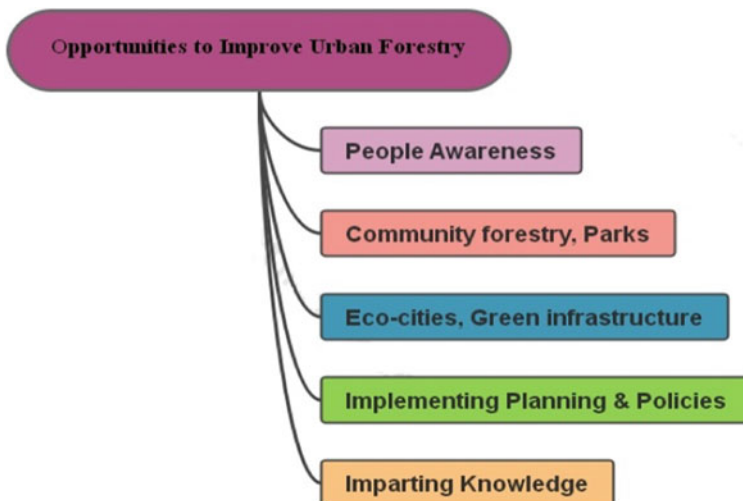 Opportunities to Improve Urban Forestry
People Awareness
Community forestry, Parks
Eco-cities, Green infrastructure
Implementing Planning & Policies
Imparting Knowledge